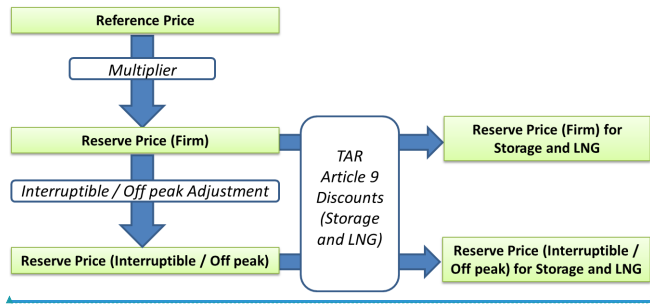 Reference Price
Multiplier
Reserve Price (Firm)
Interruptible / Off peak Adjustment
Reserve Price (Interruptible / Off peak)
TAR
Article 9
Discounts
(Storage
and LNG)
Reserve Price (Firm) for
Storage and LNG
Reserve Price (Interruptible /
Off peak) for Storage and LNG